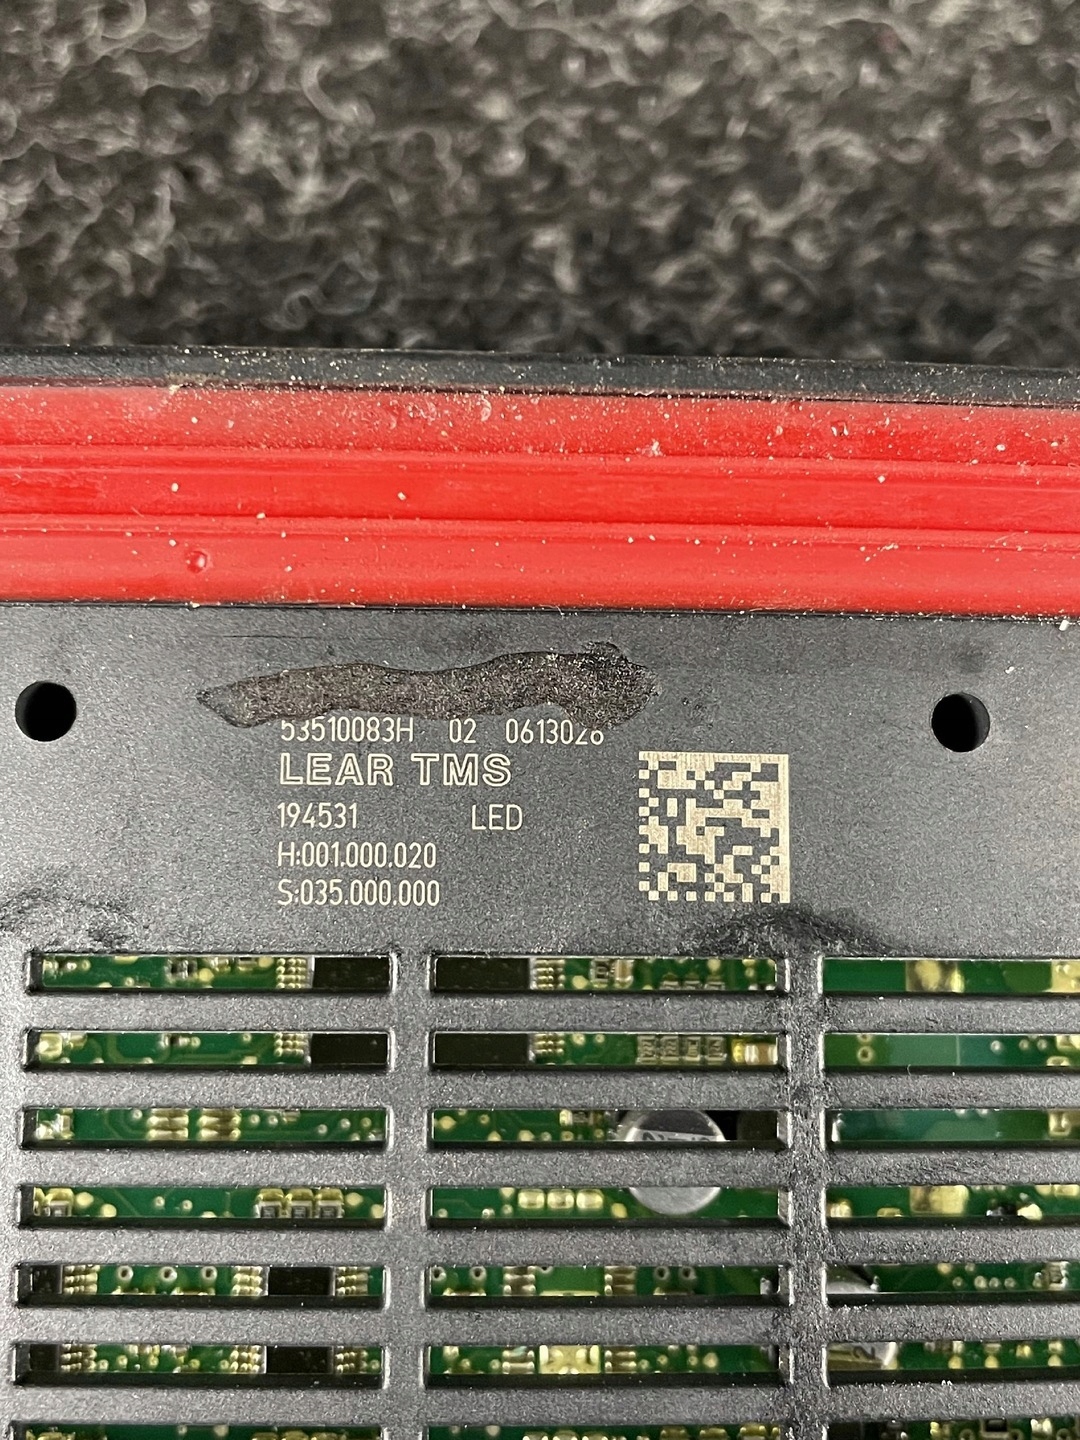 53510083H 02 0613026
LEAR TMS
194531 LED
H:001.000.020
S:035.000.000